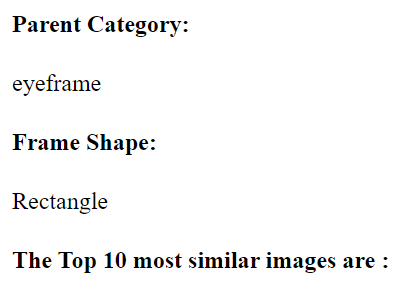 Parent Category:
eyeframe
Frame Shape:
Rectangle
The Top 10 most similar images are :